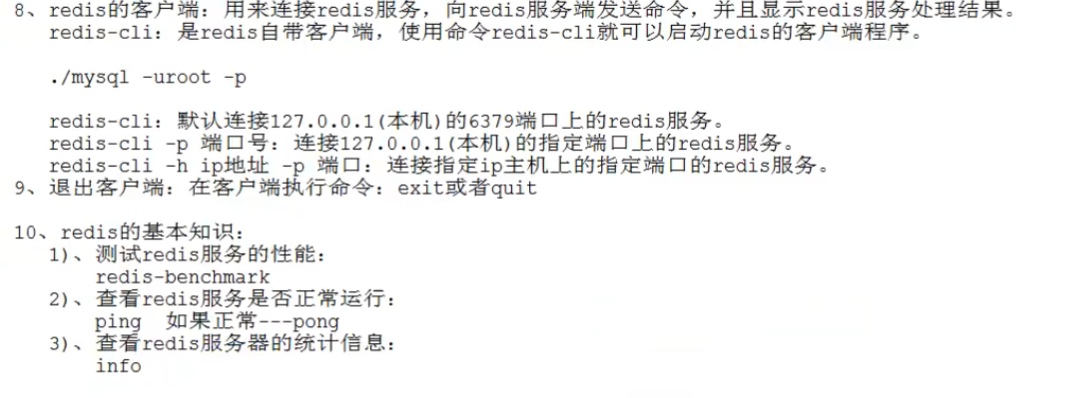 8、redis的客户端：用来连接redis服务，向redis服务端发送命令，并且显示redis服务处理结果。
redis-cli：是redis自带客户端，使用命令redis-cli就可以启动redis的客户端程序。
./mysql -uroot -p
redis-cli：默认连接127.0.0.1(本机)的6379端口上的redis服务。
redis-cli -p 端口号：连接127.0.0.1(本机)的指定端口上的redis服务。
redis-cli -h ip地址 -p 端口：连接指定ip主机上的指定端口的redis服务。
9、退出客户端：在客户端执行命令：exit或者quit
10、redis的基本知识：
1)、测试redis服务的性能：
redis-benchmark
2)、查看redis服务是否正常运行：
ping  如果正常---pong
3)、查看redis服务器的统计信息：
info